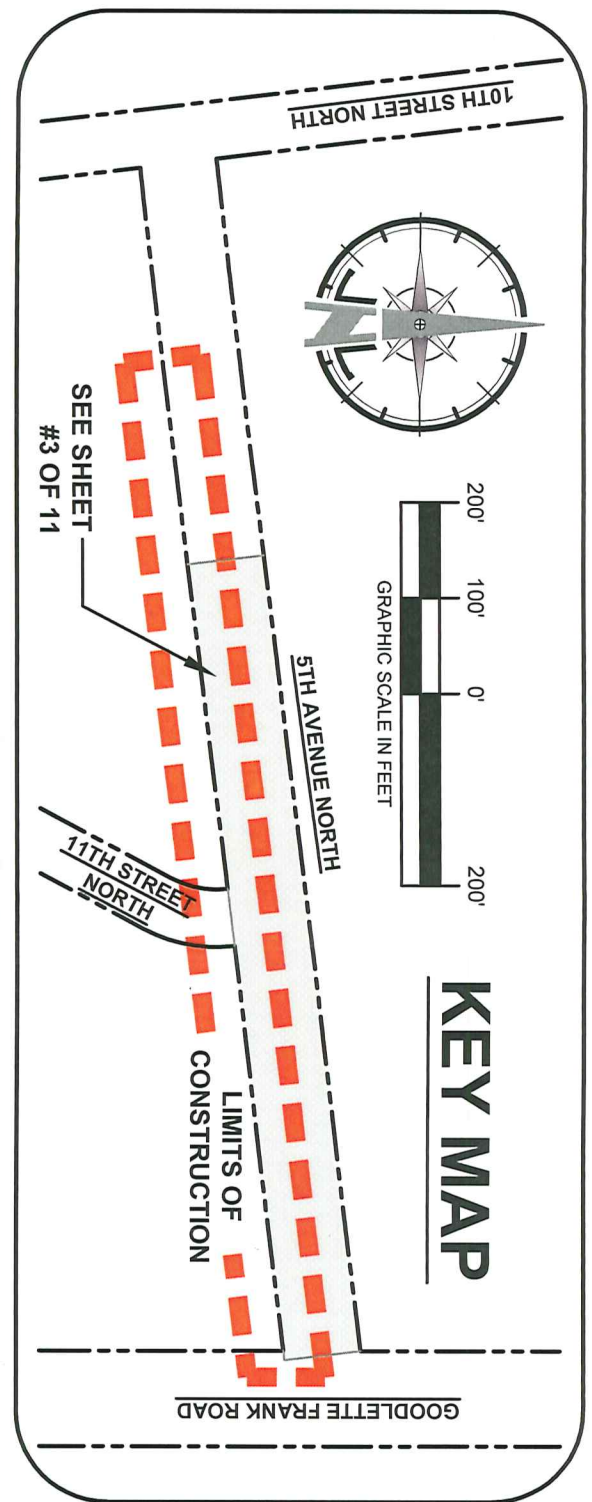 KEY MAP
200'
100'
0'
200'
GRAPHIC SCALE IN FEET
N
10TH STREET NORTH
5TH AVENUE NORTH
SEE SHEET
#3 OF 11
11TH STREET
NORTH
LIMITS OF
CONSTRUCTION
GOODLETTE FRANK ROAD